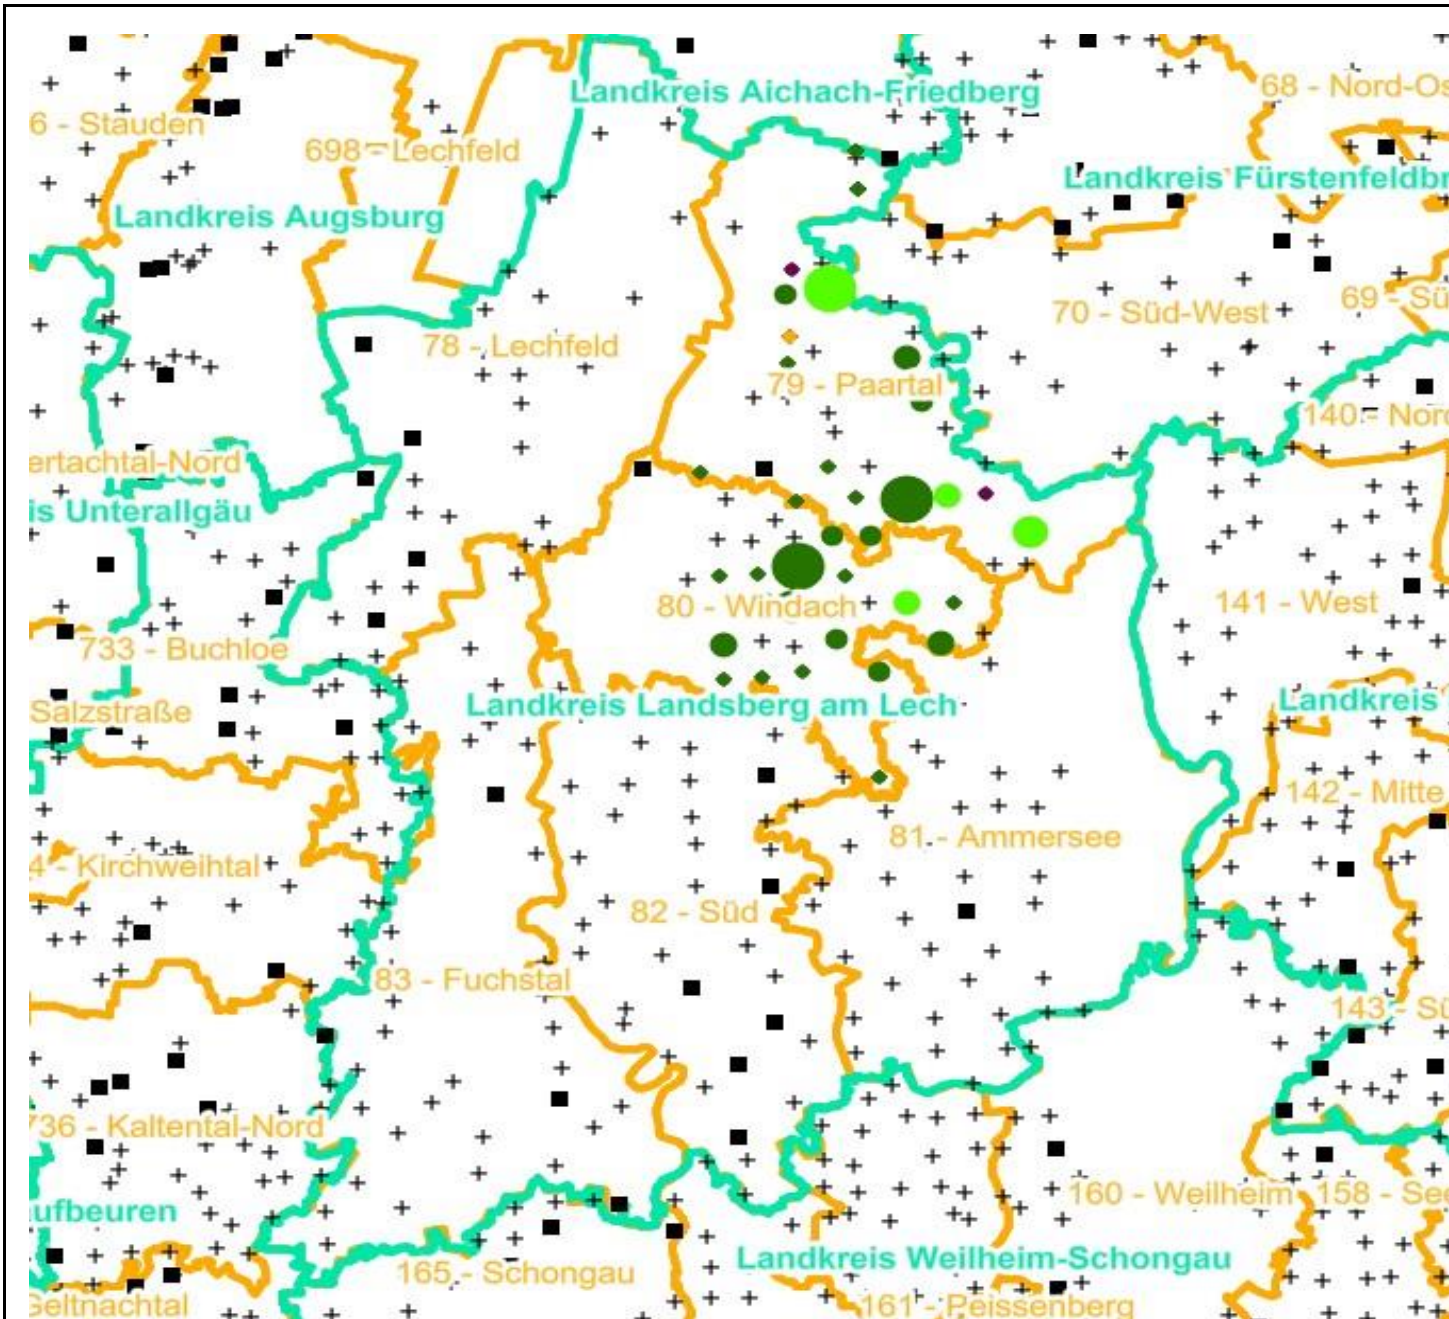 Landkreis Aichach-Friedberg
68 - Nord-Os
6 - Stauden
698 - Lechfeld
Landkreis Fürstenfeldbr
Landkreis Augsburg
69 - Sü
70 - Süd-West
78 - Lechfeld
79 - Paartal
140 - Nord
ertachtal-Nord
is Unterallgäu
80 - Windach
141 - West
733 - Buchloe
Landkreis
Landkreis Landsberg am Lech
Salzstraße
142 - Mitte
81 - Ammersee
4 - Kirchweihtal
82 - Süd
83 - Fuchstal
143 - Sü
736 - Kaltental-Nord
160 - Weilheim
158 - See
ufbeuren
Landkreis Weilheim-Schongau
165 - Schongau
Geltnachtal
161 - Peissenberg